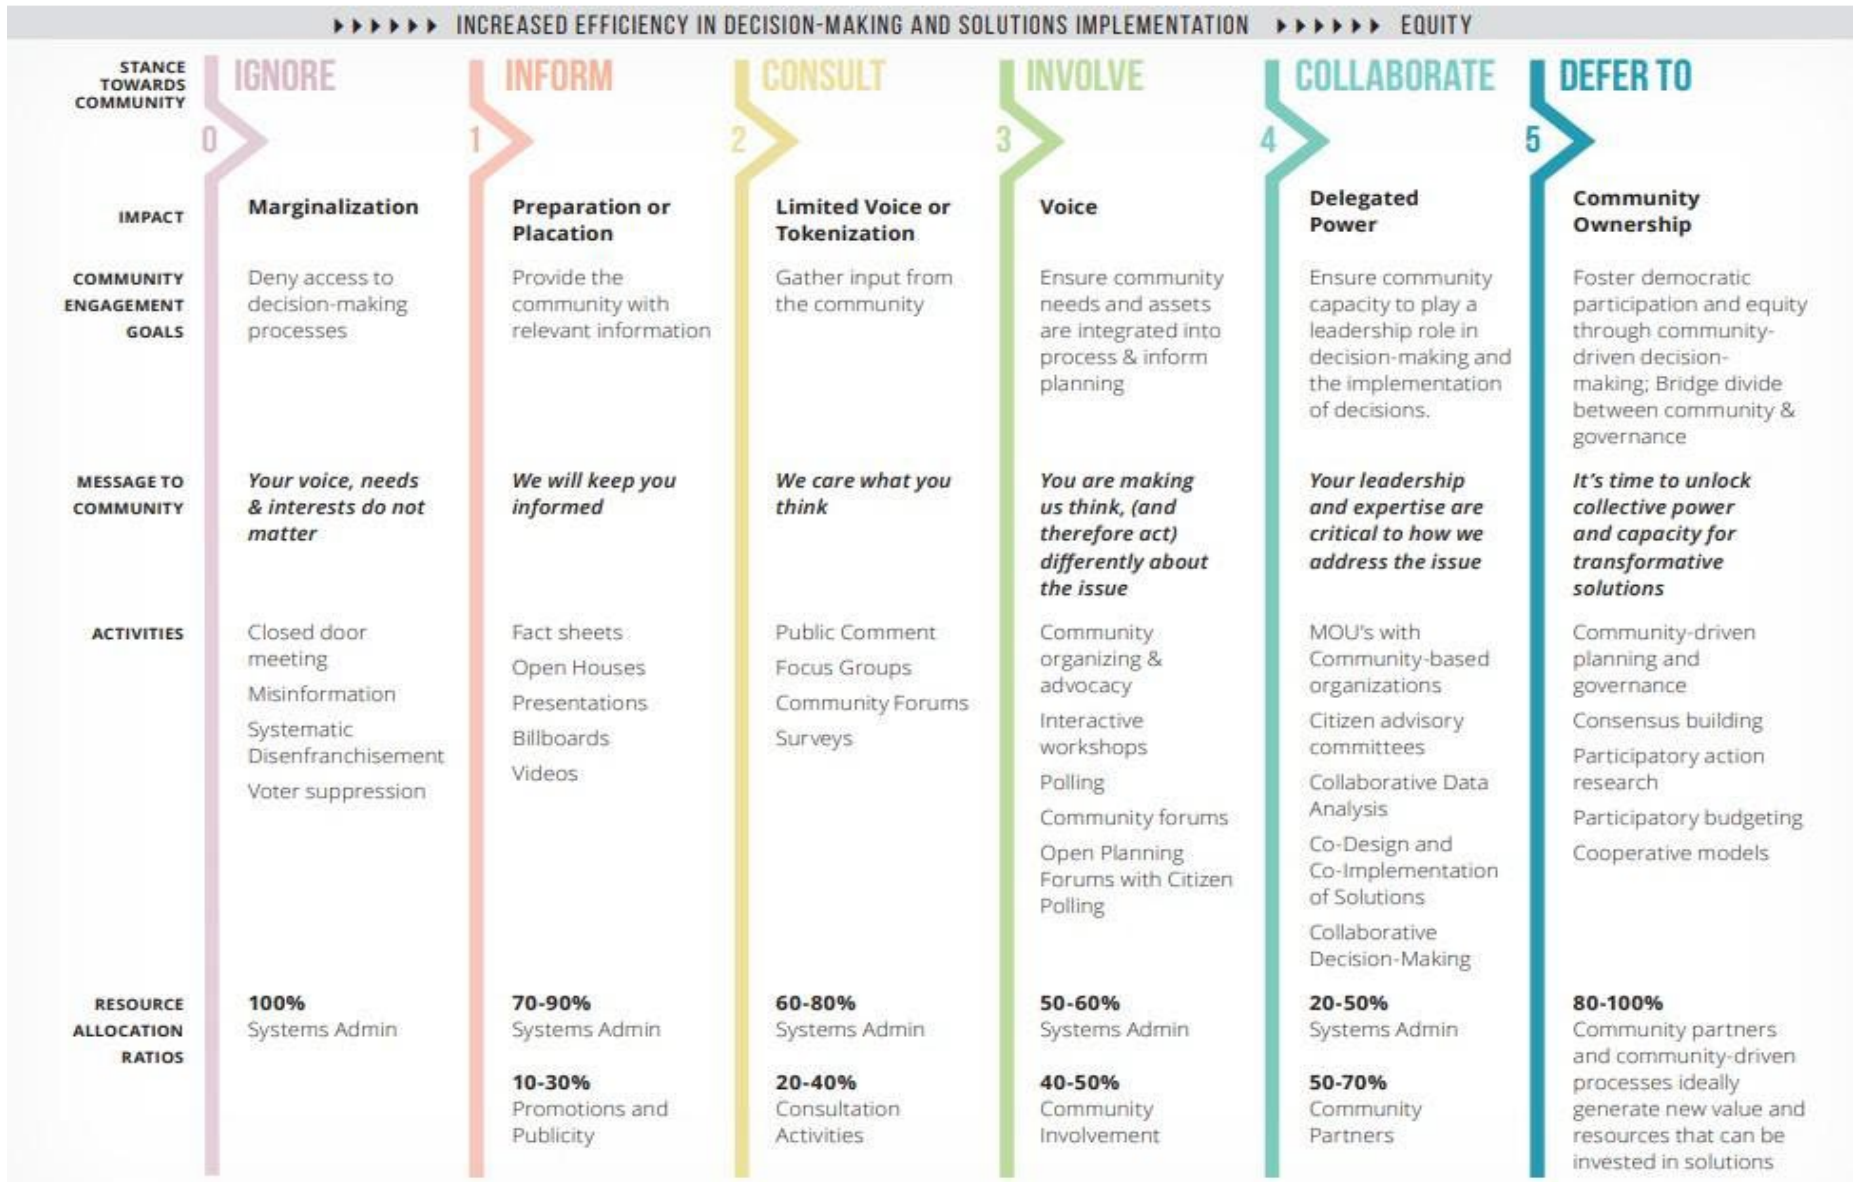 INCREASED EFFICIENCY IN DECISION-MAKING AND SOLUTIONS IMPLEMENTATION EQUITY
STANCE
TOWARDS
COMMUNITY
IGNORE
INFORM
CONSULT
INVOLVE
COLLABORATE
DEFER TO
0
1
2
3
4
5
IMPACT
Marginalization
Preparation or
Placation
Limited Voice or
Tokenization
Voice
Delegated
Power
Community
Ownership
COMMUNITY
ENGAGEMENT
GOALS
Deny access to
decision-making
processes
Provide the
community with
relevant information
Gather input from
the community
Ensure community
needs and assets
are integrated into
process & inform
planning
Ensure community
capacity to play a
leadership role in
decision-making and
the implementation
of decisions.
Foster democratic
participation and equity
through community-
driven decision-
making; Bridge divide
between community &
governance
MESSAGE TO
COMMUNITY
Your voice, needs
& interests do not
matter
We will keep you
informed
We care what you
think
You are making
us think, (and
therefore act)
differently about
the issue
Your leadership
and expertise are
critical to how we
address the issue
It's time to unlock
collective power
and capacity for
transformative
solutions
ACTIVITIES
Closed door
meeting
Misinformation
Systematic
Disenfranchisement
Voter suppression
Fact sheets
Open Houses
Presentations
Billboards
Videos
Public Comment
Focus Groups
Community Forums
Surveys
Community
organizing &
advocacy
Interactive
workshops
Polling
Community forums
Open Planning
Forums with Citizen
Polling
MOU's with
Community-based
organizations
Citizen advisory
committees
Collaborative Data
Analysis
Co-Design and
Co-Implementation
of Solutions
Collaborative
Decision-Making
Community-driven
planning and
governance
Consensus building
Participatory action
research
Participatory budgeting
Cooperative models
RESOURCE
ALLOCATION
RATIOS
100%
Systems Admin
70-90%
Systems Admin
10-30%
Promotions and
Publicity
60-80%
Systems Admin
20-40%
Consultation
Activities
50-60%
Systems Admin
40-50%
Community
Involvement
20-50%
Systems Admin
50-70%
Community
Partners
80-100%
Community partners
and community-driven
processes ideally
generate new value and
resources that can be
invested in solutions